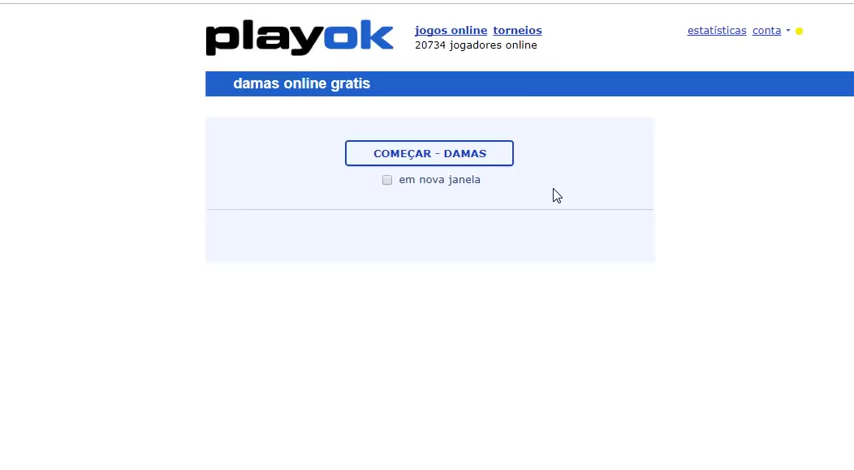 playok
jogos online torneios
20734 jogadores online
estatísticas conta
damas online gratis
COMEÇAR - DAMAS
em nova janela